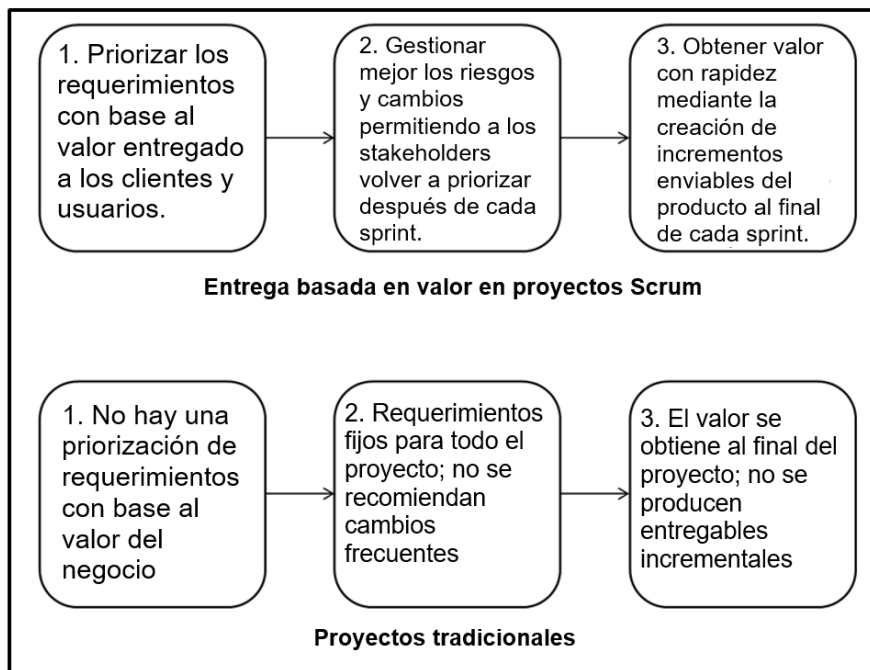 1. Priorizar los
requerimientos
con base al
valor entregado
a los clientes y
usuarios.
2. Gestionar
mejor los riesgos
y cambios
permitiendo a los
stakeholders
volver a priorizar
después de cada
sprint.
3. Obtener valor
con rapidez
mediante la
creación de
incrementos
enviables del
producto al final
de cada sprint.
Entrega basada en valor en proyectos Scrum
1. No hay una
priorización de
requerimientos
con base al
valor del
negocio
2. Requerimientos
fijos para todo el
proyecto; no se
recomiendan
cambios
frecuentes
3. El valor se
obtiene al final del
proyecto; no se
producen
entregables
incrementales
Proyectos tradicionales